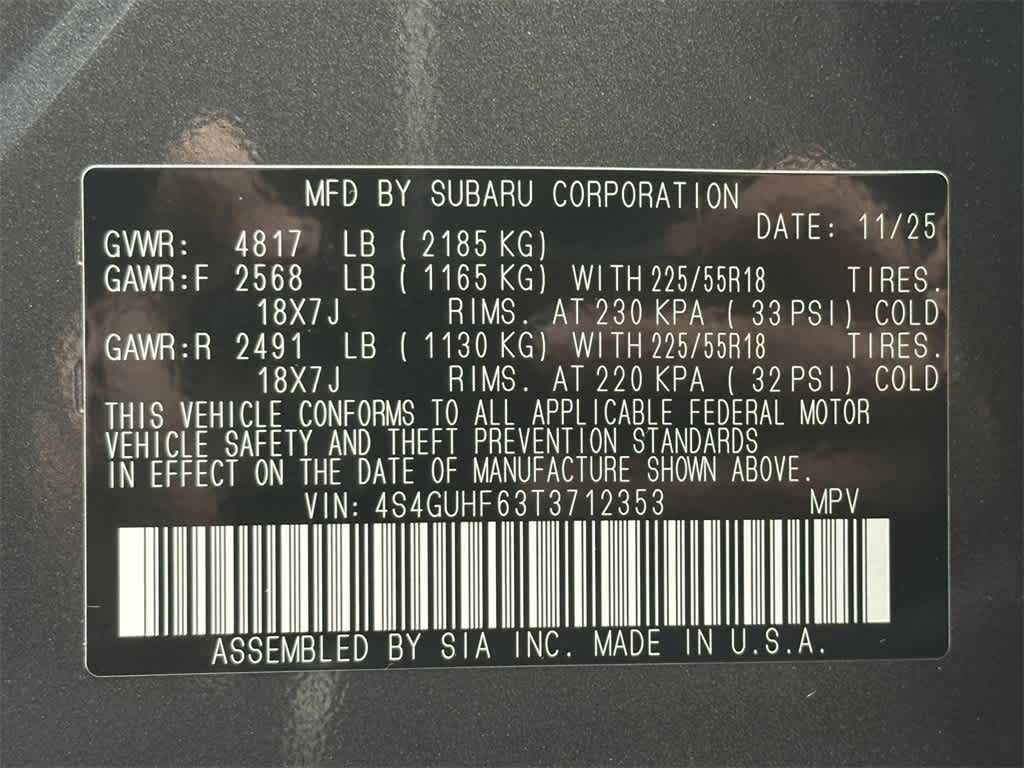 MFD BY SUBARU CORPORATION
DATE: 11/25
GVWR: 4817 LB ( 2185 KG)
GAWR:F 2568 LB ( 1165 KG) WITH 225/55R18 TIRES.
18X7J RIMS. AT 230 KPA ( 33 PSI) COLD
GAWR:R 2491 LB ( 1130 KG) WITH 225/55R18 TIRES.
18X7J RIMS. AT 220 KPA ( 32 PSI) COLD
THIS VEHICLE CONFORMS TO ALL APPLICABLE FEDERAL MOTOR
VEHICLE SAFETY AND THEFT PREVENTION STANDARDS
IN EFFECT ON THE DATE OF MANUFACTURE SHOWN ABOVE.
VIN: 4S4GUHF63T3712353 MPV
ASSEMBLED BY SIA INC. MADE IN U.S.A.